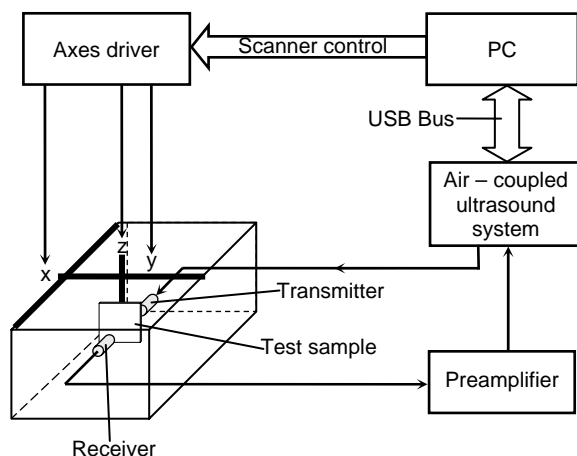 Axes driver
Scanner control
PC
USB Bus
Air – coupled
ultrasound
system
z
x
y
Transmitter
Test sample
Preamplifier
Receiver